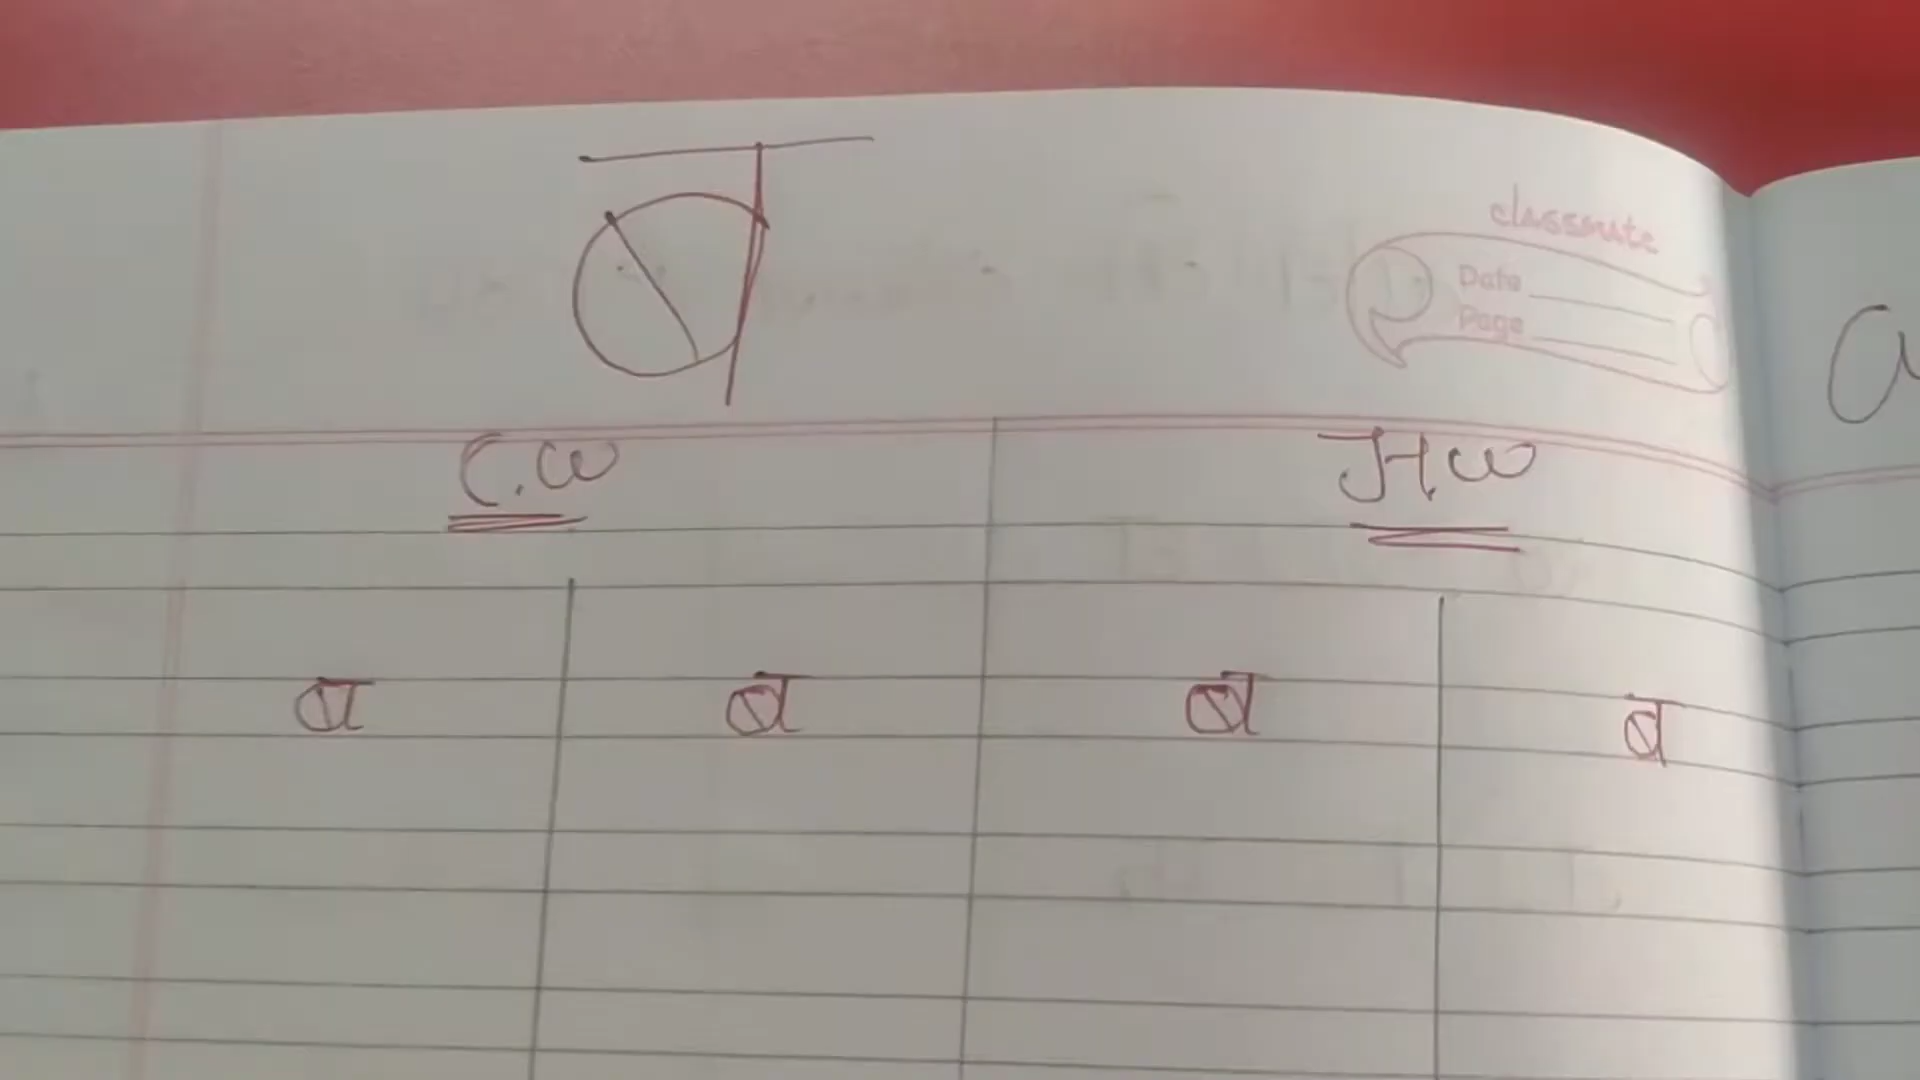 ब
classmate
Date
Page
C.W H.W
ब ब ब ब
a